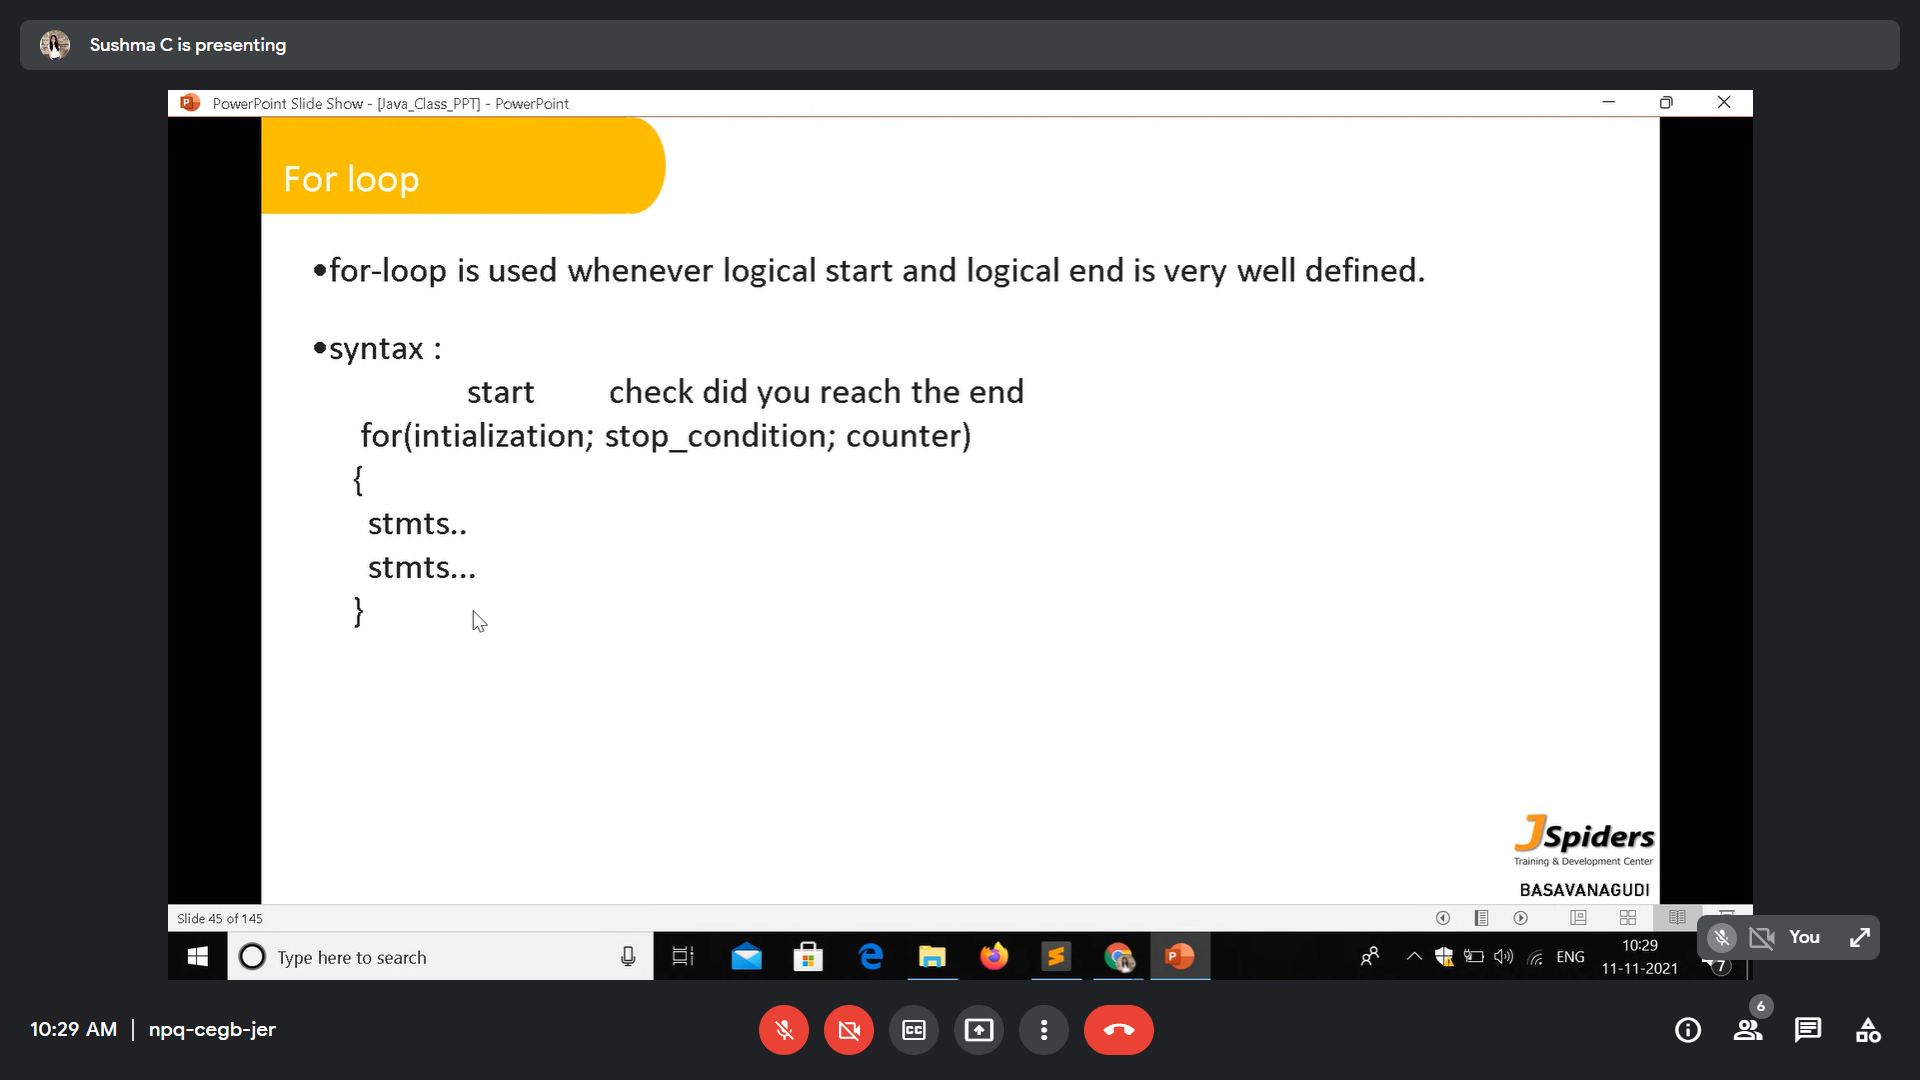 Sushma C is presenting
PowerPoint Slide Show - [Java_Class_PPT] - PowerPoint
For loop
•for-loop is used whenever logical start and logical end is very well defined.
•syntax :
start check did you reach the end
for(intialization; stop_condition; counter)
{
stmts..
stmts...
}
JSpiders
Training & Development Center
BASAVANAGUDI
Slide 45 of 145
Type here to search
ENG
10:29
11-11-2021
7
You
10:29 AM | npq-cegb-jer
CC
6